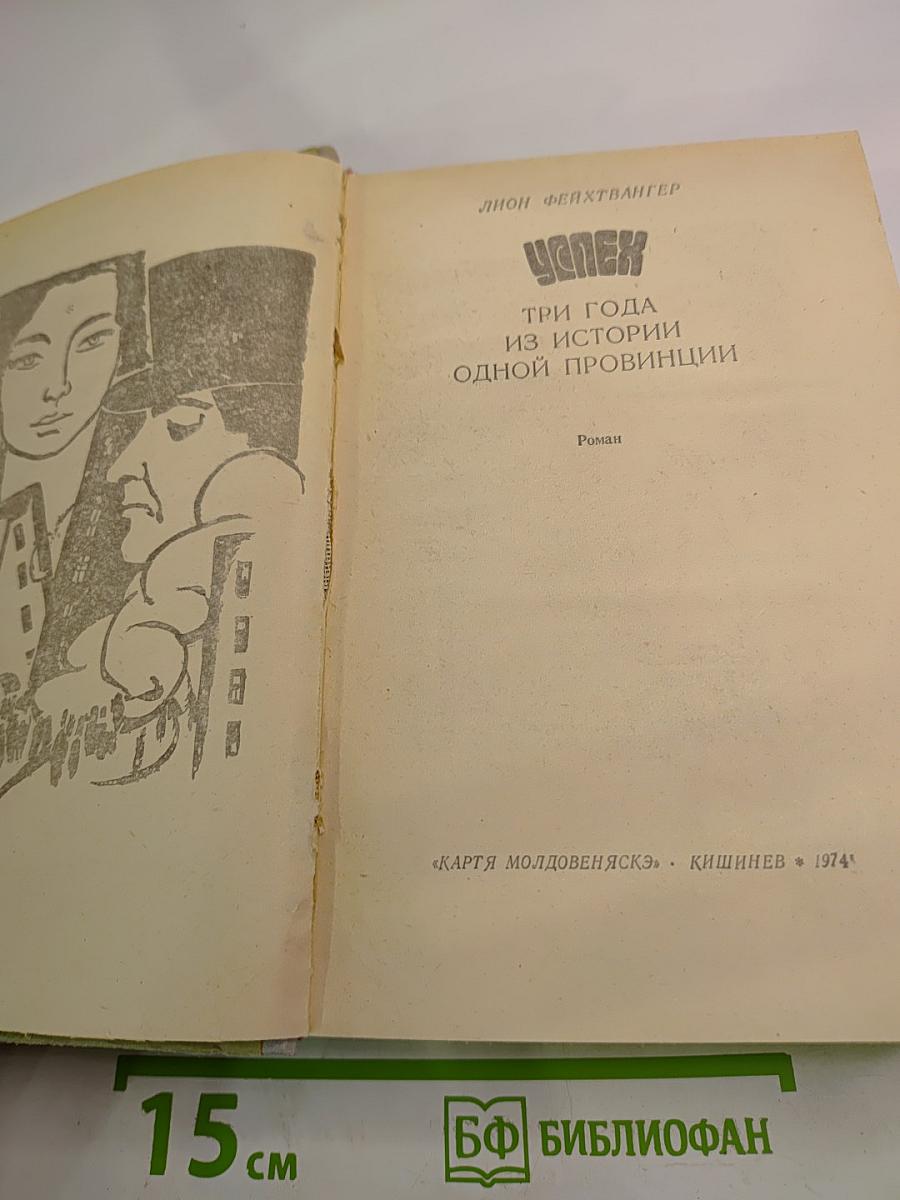 ЛИОН ФЕЙХТВАНГЕР
УСПЕХ
ТРИ ГОДА
ИЗ ИСТОРИИ
ОДНОЙ ПРОВИНЦИИ
Роман
«КАРТЯ МОЛДОВЕНЯСКЭ» · КИШИНЕВ * 1974
15 см
БФ БИБЛИОФАН